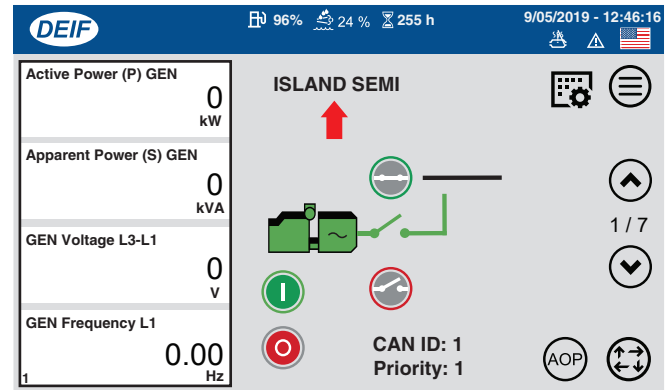 DEIF
96% 24 % 255 h
9/05/2019 - 12:46:16
Active Power (P) GEN
0
kW
Apparent Power (S) GEN
0
kVA
GEN Voltage L3-L1
0
V
GEN Frequency L1
0.00
1 Hz
ISLAND SEMI
I
O
CAN ID: 1
Priority: 1
1 / 7
AOP